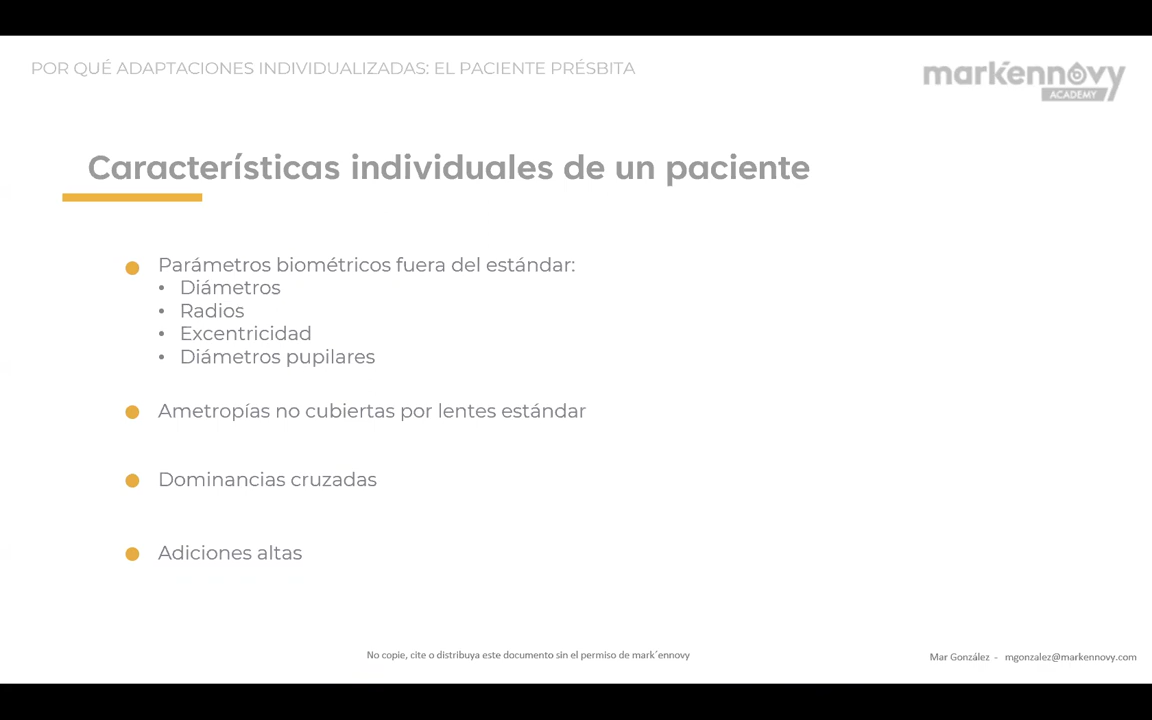 POR QUÉ ADAPTACIONES INDIVIDUALIZADAS: EL PACIENTE PRÉSBITA
markennovy
ACADEMY
Características individuales de un paciente
Parámetros biométricos fuera del estándar:
• Diámetros
• Radios
• Excentricidad
• Diámetros pupilares
Ametropías no cubiertas por lentes estándar
Dominancias cruzadas
Adiciones altas
No copie, cite o distribuya este documento sin el permiso de mark´ennovy
Mar González - mgonzalez@markennovy.com